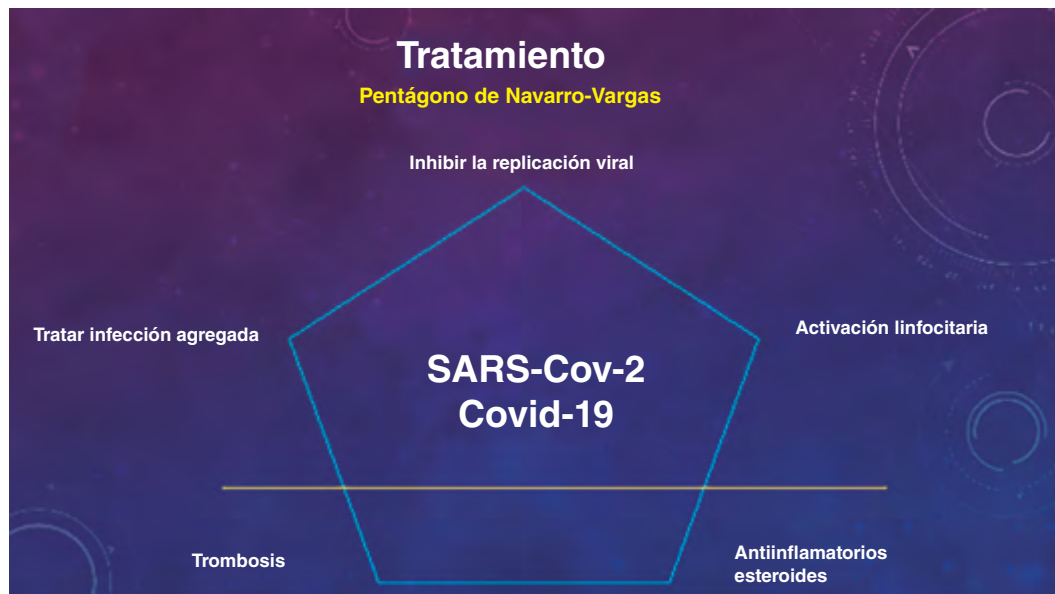 Tratamiento
Pentágono de Navarro-Vargas
Inhibir la replicación viral
Tratar infección agregada
Activación linfocitaria
SARS-Cov-2
Covid-19
Trombosis
Antiinflamatorios
esteroides